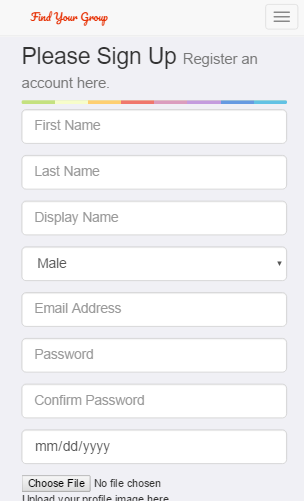 Find Your Group
Please Sign Up Register an
account here.
First Name
Last Name
Display Name
Male
Email Address
Password
Confirm Password
mm/dd/yyyy
Choose File No file chosen
Upload your profile image here